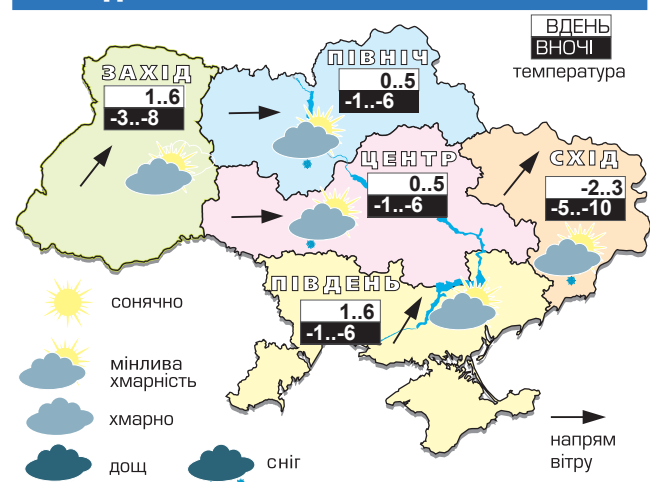 ВДЕНЬ
ВНОЧІ
температура
ЗАХІД
1..6
-3..-8
ПІВНІЧ
0..5
-1..-6
ЦЕНТР
0..5
-1..-6
СХІД
-2..3
-5..-10
ПІВДЕНЬ
1..6
-1..-6
сонячно
мінлива
хмарність
хмарно
дощ
сніг
напрям
вітру